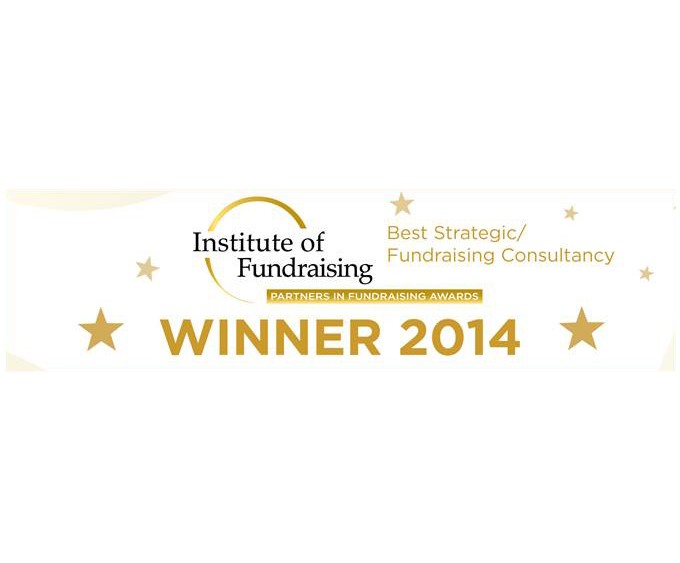 Institute of
Fundraising
Best Strategic/
Fundraising Consultancy
PARTNERS IN FUNDRAISING AWARDS
WINNER 2014